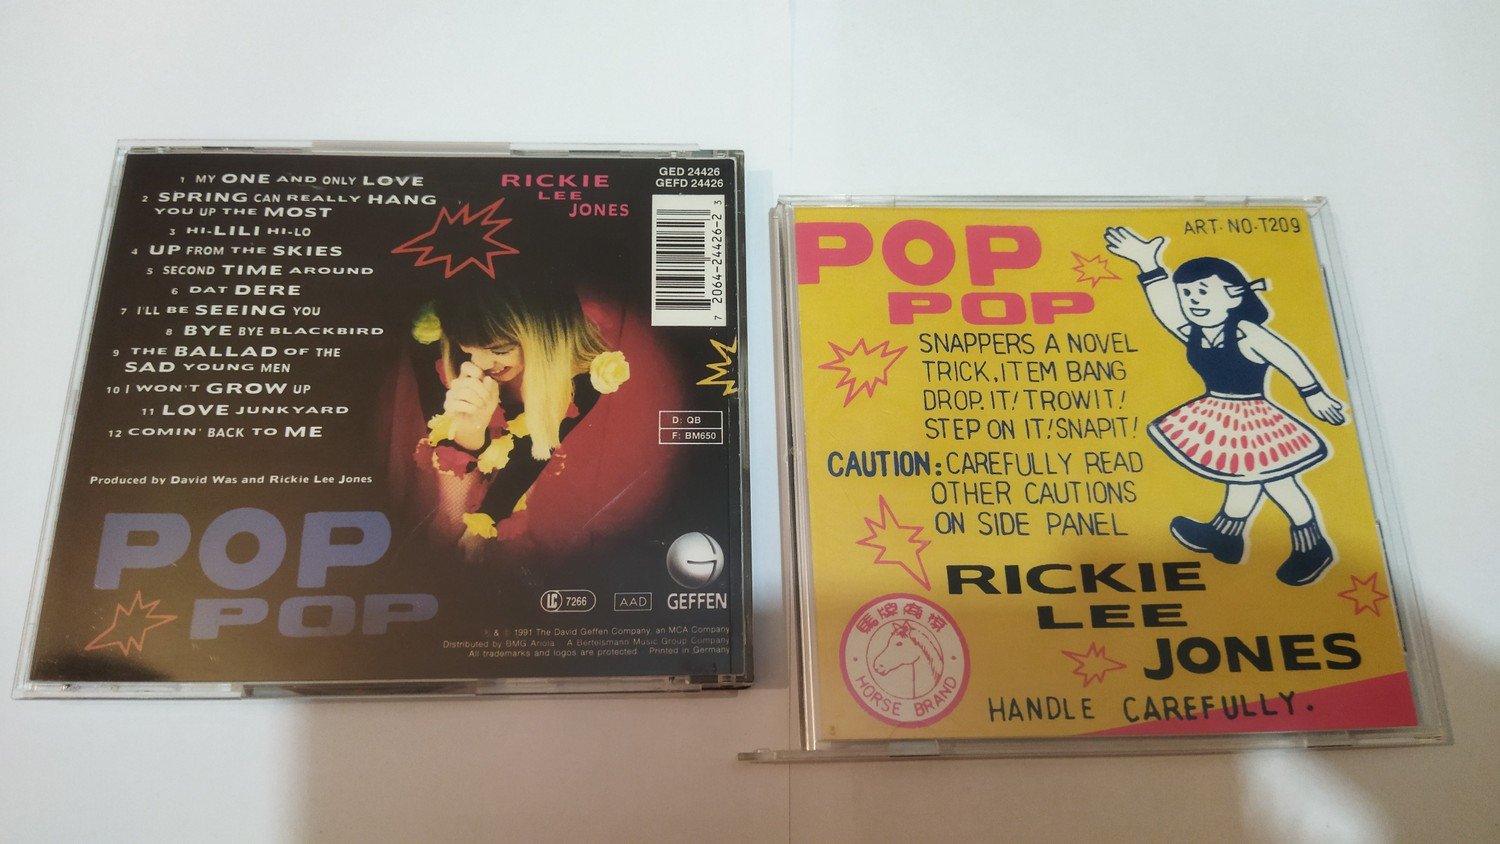 1 MY ONE AND ONLY LOVE
2 SPRING CAN REALLY HANG
YOU UP THE MOST
3 HI-LILI HI-LO
4 UP FROM THE SKIES
5 SECOND TIME AROUND
6 DAT DERE
7 I'LL BE SEEING YOU
8 BYE BYE BLACKBIRD
9 THE BALLAD OF THE
SAD YOUNG MEN
10 I WON'T GROW UP
11 LOVE JUNKYARD
12 COMIN' BACK TO ME
Produced by David Was and Rickie Lee Jones
POP
POP
RICKIE
LEE
JONES
GED 24426
GEFD 24426
7 2064-24426-2 3
D: QB
F: BM650
GEFFEN
LC 7266
AAD
℗ & © 1991 The David Geffen Company, an MCA Company
Distributed by BMG Ariola · A Bertelsmann Music Group Company
All trademarks and logos are protected · Printed in Germany
3
POP
POP
ART. NO-T209
SNAPPERS A NOVEL
TRICK, ITEM BANG
DROP. IT! TROWIT!
STEP ON IT! SNAPIT!
CAUTION: CAREFULLY READ
OTHER CAUTIONS
ON SIDE PANEL
RICKIE
LEE
JONES
HORSE BRAND
HANDLE CAREFULLY.
3